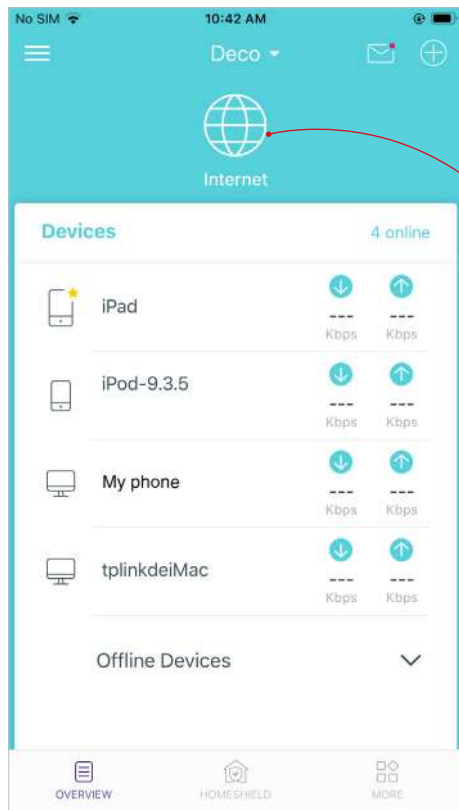 No SIM 10:42 AM
Deco
Internet
Devices 4 online
iPad
--- ---
Kbps Kbps
iPod-9.3.5
--- ---
Kbps Kbps
My phone
--- ---
Kbps Kbps
tplinkdeiMac
--- ---
Kbps Kbps
Offline Devices
OVERVIEW HOMESHIELD MORE